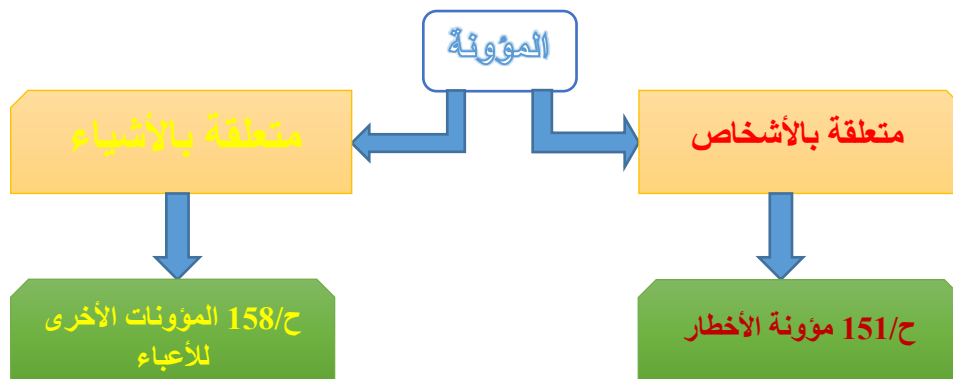 المؤونة
متعلقة بالأشخاص
متعلقة بالأشياء
ح/151 مؤونة الأخطار
ح/158 المؤونات الأخرى
للأعباء